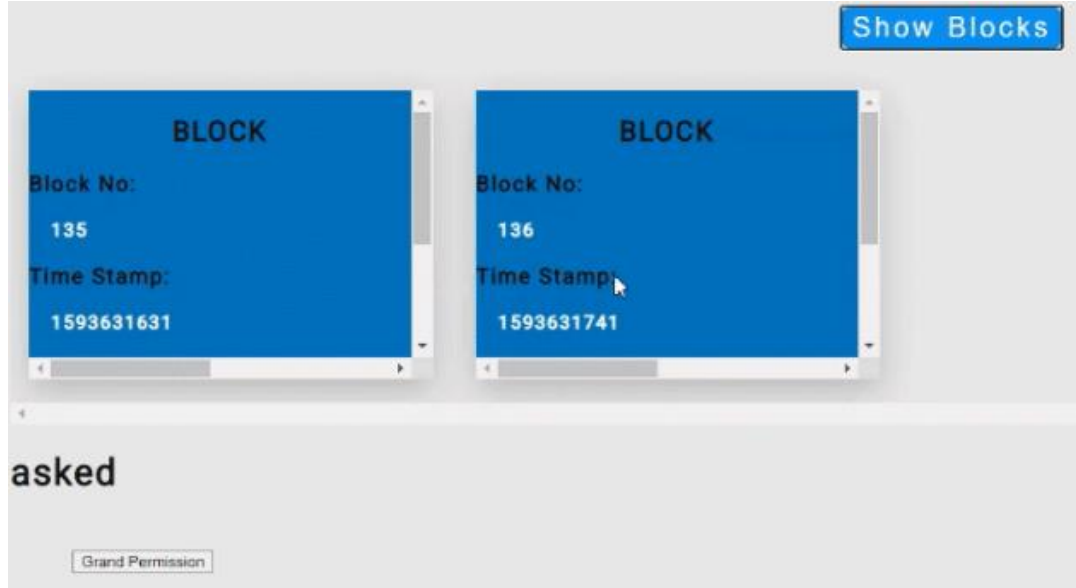 Show Blocks
BLOCK
Block No:
135
Time Stamp:
1593631631
BLOCK
Block No:
136
Time Stamp:
1593631741
asked
Grand Permission